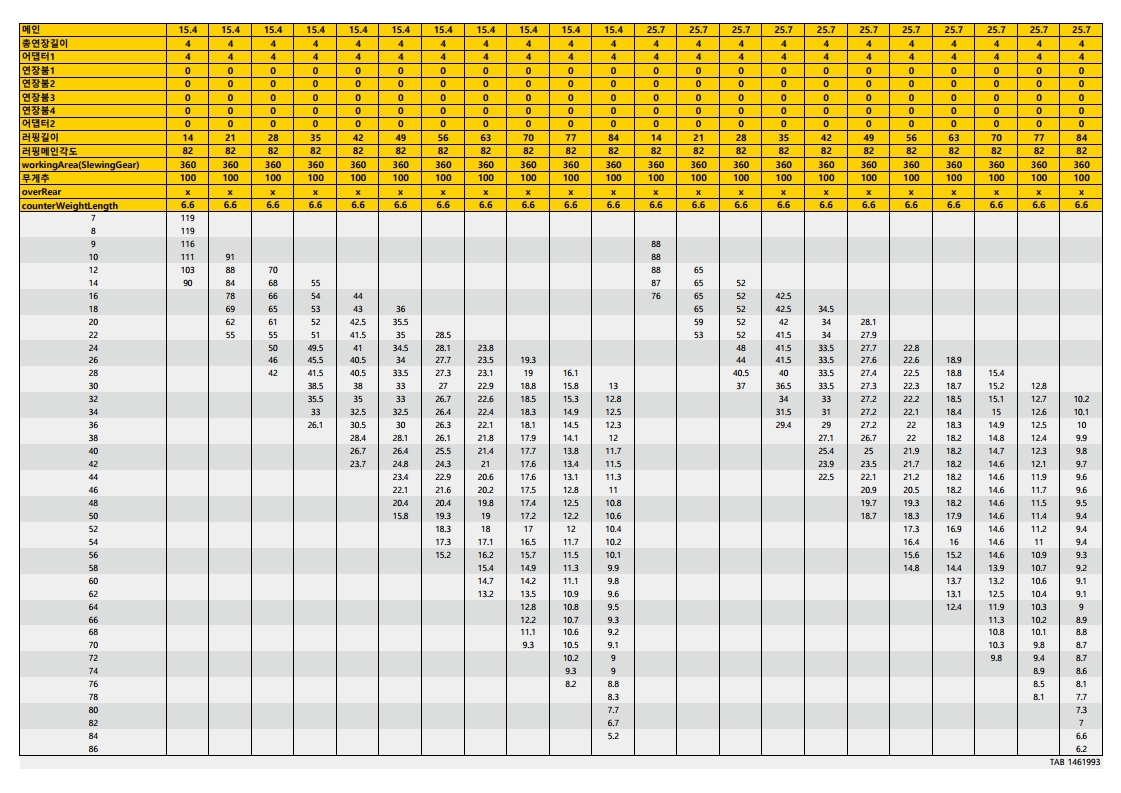 메인 15.4 15.4 15.4 15.4 15.4 15.4 15.4 15.4 15.4 15.4 15.4 25.7 25.7 25.7 25.7 25.7 25.7 25.7 25.7 25.7 25.7 25.7
총연장길이 4 4 4 4 4 4 4 4 4 4 4 4 4 4 4 4 4 4 4 4 4 4
어댑터1 4 4 4 4 4 4 4 4 4 4 4 4 4 4 4 4 4 4 4 4 4 4
연장붐1 0 0 0 0 0 0 0 0 0 0 0 0 0 0 0 0 0 0 0 0 0 0
연장붐2 0 0 0 0 0 0 0 0 0 0 0 0 0 0 0 0 0 0 0 0 0 0
연장붐3 0 0 0 0 0 0 0 0 0 0 0 0 0 0 0 0 0 0 0 0 0 0
연장붐4 0 0 0 0 0 0 0 0 0 0 0 0 0 0 0 0 0 0 0 0 0 0
어댑터2 0 0 0 0 0 0 0 0 0 0 0 0 0 0 0 0 0 0 0 0 0 0
러핑길이 14 21 28 35 42 49 56 63 70 77 84 14 21 28 35 42 49 56 63 70 77 84
러핑메인각도 82 82 82 82 82 82 82 82 82 82 82 82 82 82 82 82 82 82 82 82 82 82
workingArea(SlewingGear) 360 360 360 360 360 360 360 360 360 360 360 360 360 360 360 360 360 360 360 360 360 360
무게추 100 100 100 100 100 100 100 100 100 100 100 100 100 100 100 100 100 100 100 100 100 100
overRear x x x x x x x x x x x x x x x x x x x x x x
counterWeightLength 6.6 6.6 6.6 6.6 6.6 6.6 6.6 6.6 6.6 6.6 6.6 6.6 6.6 6.6 6.6 6.6 6.6 6.6 6.6 6.6 6.6 6.6
7 119
8 119
9 116 88
10 111 91 88
12 103 88 70 88 65
14 90 84 68 55 87 65 52
16 78 66 54 44 76 65 52 42.5
18 69 65 53 43 36 65 52 42.5 34.5
20 62 61 52 42.5 35.5 59 52 42 34 28.1
22 55 55 51 41.5 35 28.5 53 52 41.5 34 27.9
24 50 49.5 41 34.5 28.1 23.8 48 41.5 33.5 27.7 22.8
26 46 45.5 40.5 34 27.7 23.5 19.3 44 41.5 33.5 27.6 22.6 18.9
28 42 41.5 40.5 33.5 27.3 23.1 19 16.1 40.5 40 33.5 27.4 22.5 18.8 15.4
30 38.5 38 33 27 22.9 18.8 15.8 13 37 36.5 33.5 27.3 22.3 18.7 15.2 12.8
32 35.5 35 33 26.7 22.6 18.5 15.3 12.8 34 33 27.2 22.2 18.5 15.1 12.7 10.2
34 33 32.5 32.5 26.4 22.4 18.3 14.9 12.5 31.5 31 27.2 22.1 18.4 15 12.6 10.1
36 26.1 30.5 30 26.3 22.1 18.1 14.5 12.3 29.4 29 27.2 22 18.3 14.9 12.5 10
38 28.4 28.1 26.1 21.8 17.9 14.1 12 27.1 26.7 22 18.2 14.8 12.4 9.9
40 26.7 26.4 25.5 21.4 17.7 13.8 11.7 25.4 25 21.9 18.2 14.7 12.3 9.8
42 23.7 24.8 24.3 21 17.6 13.4 11.5 23.9 23.5 21.7 18.2 14.6 12.1 9.7
44 23.4 22.9 20.6 17.6 13.1 11.3 22.5 22.1 21.2 18.2 14.6 11.9 9.6
46 22.1 21.6 20.2 17.5 12.8 11 20.9 20.5 18.2 14.6 11.7 9.6
48 20.4 20.4 19.8 17.4 12.5 10.8 19.7 19.3 18.2 14.6 11.5 9.5
50 15.8 19.3 19 17.2 12.2 10.6 18.7 18.3 17.9 14.6 11.4 9.4
52 18.3 18 17 12 10.4 17.3 16.9 14.6 11.2 9.4
54 17.3 17.1 16.5 11.7 10.2 16.4 16 14.6 11 9.4
56 15.2 16.2 15.7 11.5 10.1 15.6 15.2 14.6 10.9 9.3
58 15.4 14.9 11.3 9.9 14.8 14.4 13.9 10.7 9.2
60 14.7 14.2 11.1 9.8 13.7 13.2 10.6 9.1
62 13.2 13.5 10.9 9.6 13.1 12.5 10.4 9.1
64 12.8 10.8 9.5 12.4 11.9 10.3 9
66 12.2 10.7 9.3 11.3 10.2 8.9
68 11.1 10.6 9.2 10.8 10.1 8.8
70 9.3 10.5 9.1 10.3 9.8 8.7
72 10.2 9 9.8 9.4 8.7
74 9.3 9 8.9 8.6
76 8.2 8.8 8.5 8.1
78 8.3 8.1 7.7
80 7.7 7.3
82 6.7 7
84 5.2 6.6
86 6.2
TAB 1461993